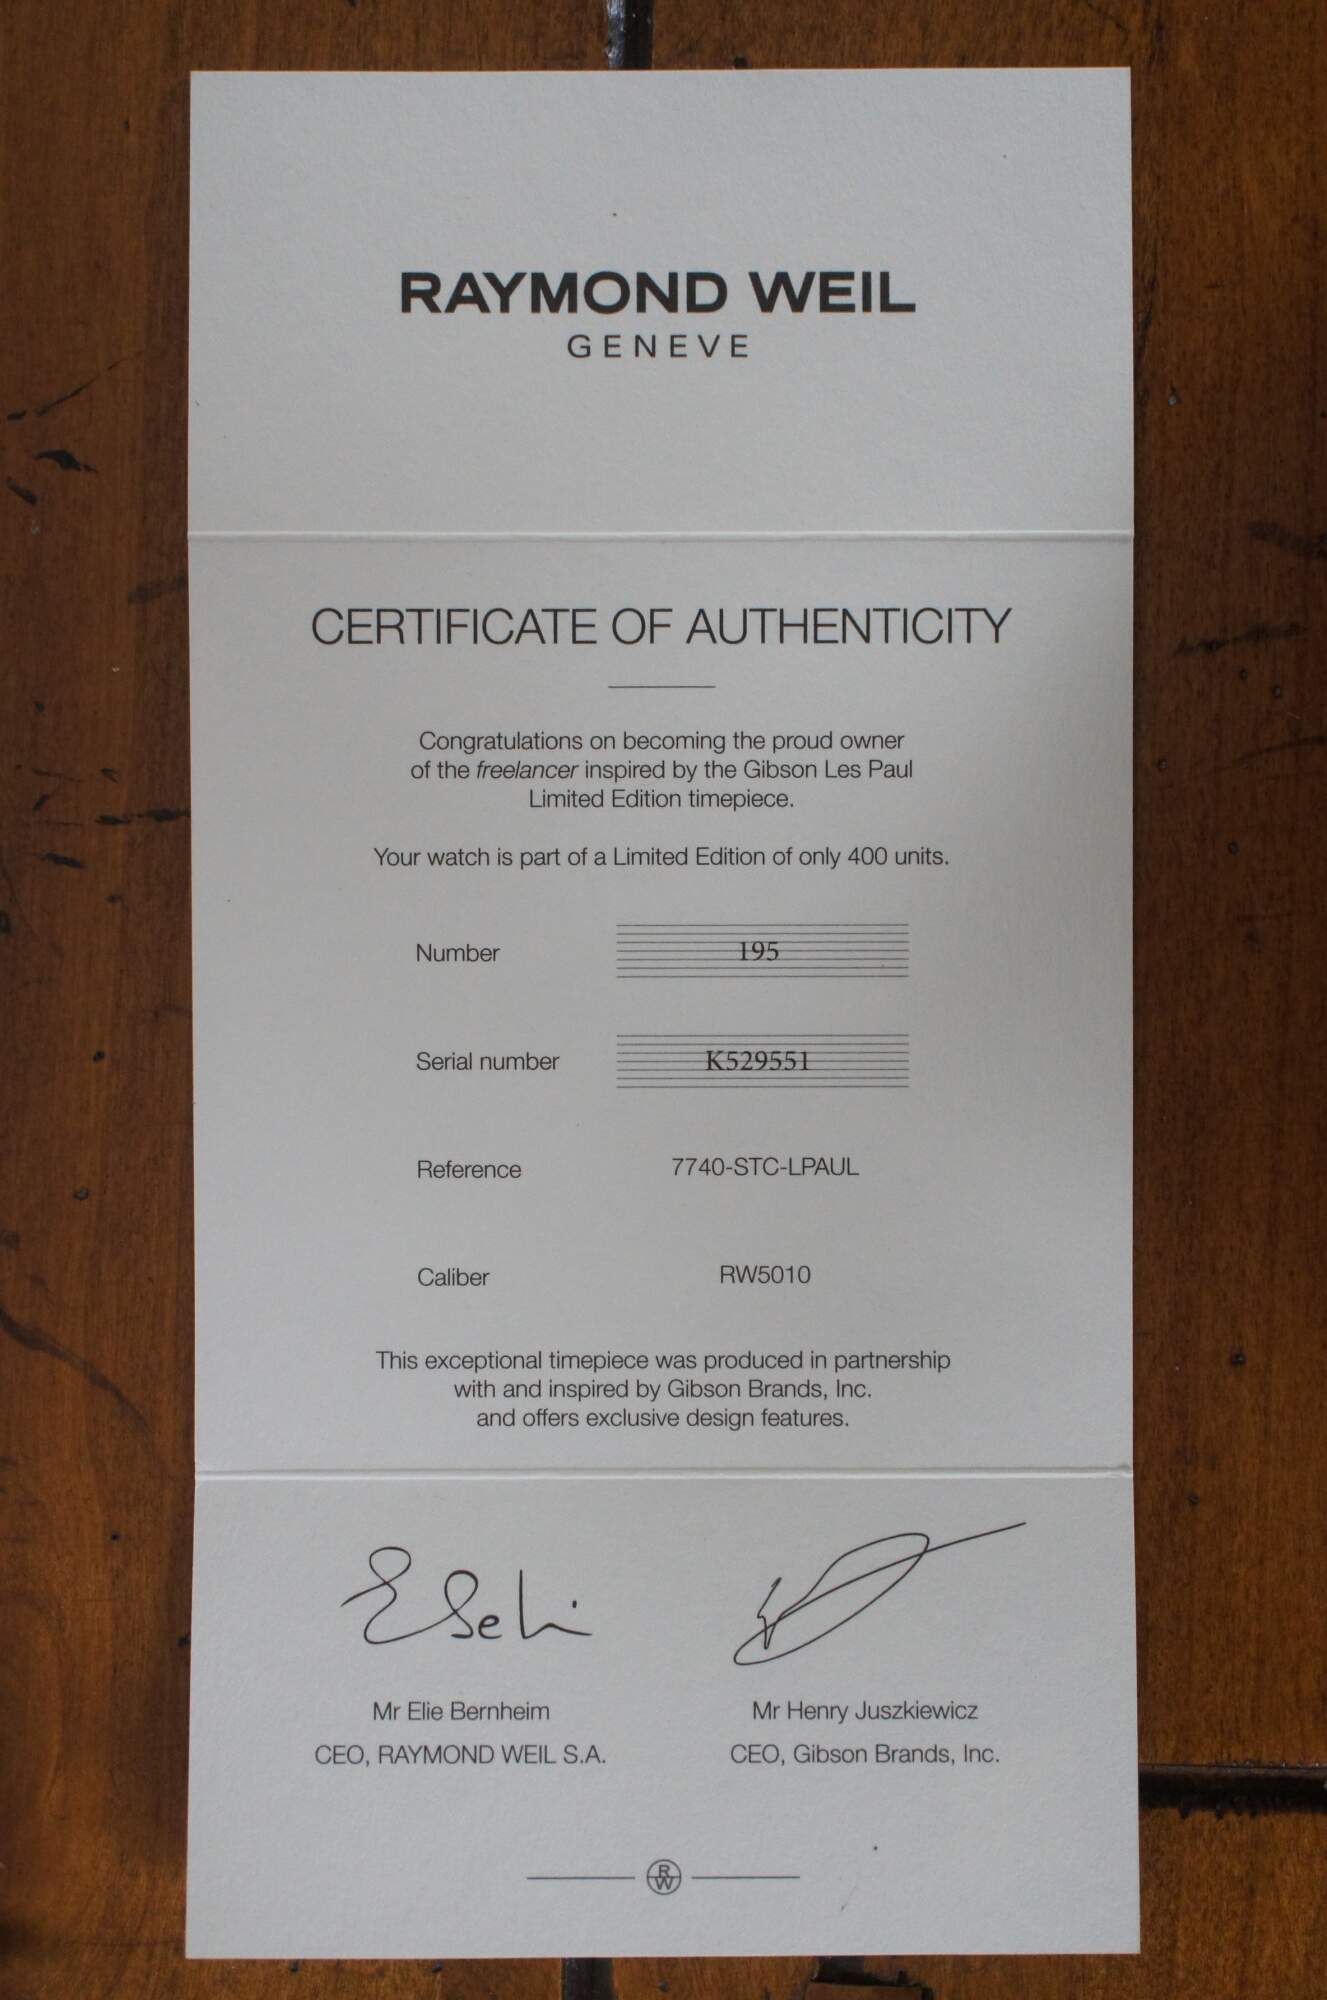 RAYMOND WEIL
GENEVE
CERTIFICATE OF AUTHENTICITY
Congratulations on becoming the proud owner
of the freelancer inspired by the Gibson Les Paul
Limited Edition timepiece.
Your watch is part of a Limited Edition of only 400 units.
Number 195
Serial number K529551
Reference 7740-STC-LPAUL
Caliber RW5010
This exceptional timepiece was produced in partnership
with and inspired by Gibson Brands, Inc.
and offers exclusive design features.
Mr Elie Bernheim
CEO, RAYMOND WEIL S.A.
Mr Henry Juszkiewicz
CEO, Gibson Brands, Inc.
RW